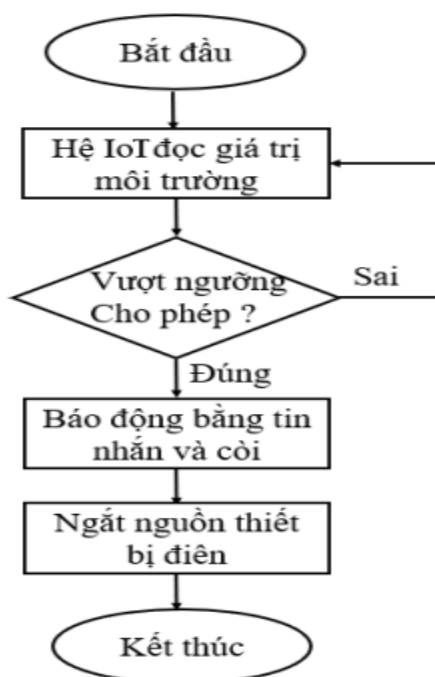 Bắt đầu
Hệ IoT đọc giá trị
môi trường
Vượt ngưỡng
Cho phép ?
Sai
Đúng
Báo động bằng tin
nhắn và còi
Ngắt nguồn thiết
bị điên
Kết thúc